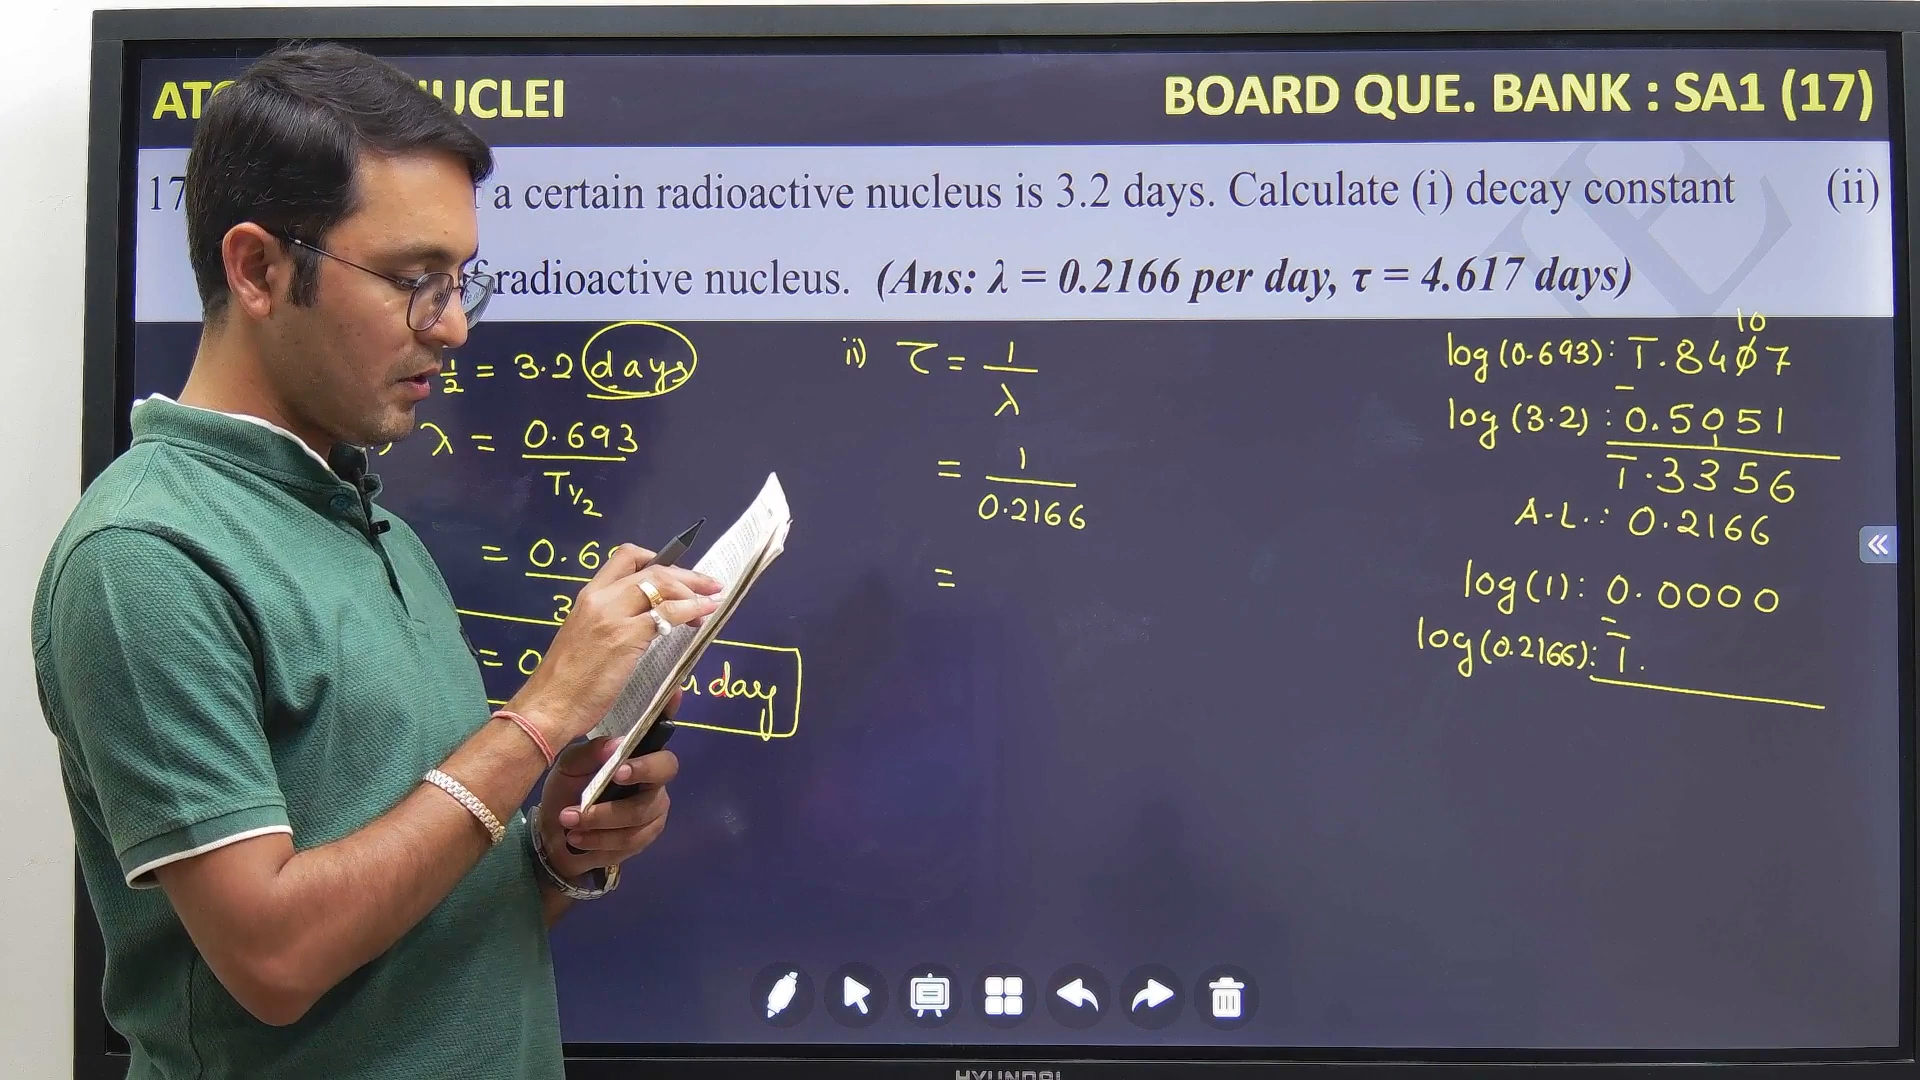 NUCLEI
BOARD QUE. BANK : SA1 (17)
17
a certain radioactive nucleus is 3.2 days. Calculate (i) decay constant (ii)
radioactive nucleus. (Ans: λ = 0.2166 per day, τ = 4.617 days)
1/2 = 3.2 days
λ = 0.693 / T1/2
= 0.6
3
= 0
day
ii) τ = 1 / λ
= 1 / 0.2166
=
10
log(0.693): 1̅.8407
- log(3.2) : 0.5051
1̅.3356
A.L.: 0.2166
log(1): 0.0000
- log(0.2166): 1̅.
HYUNDAI